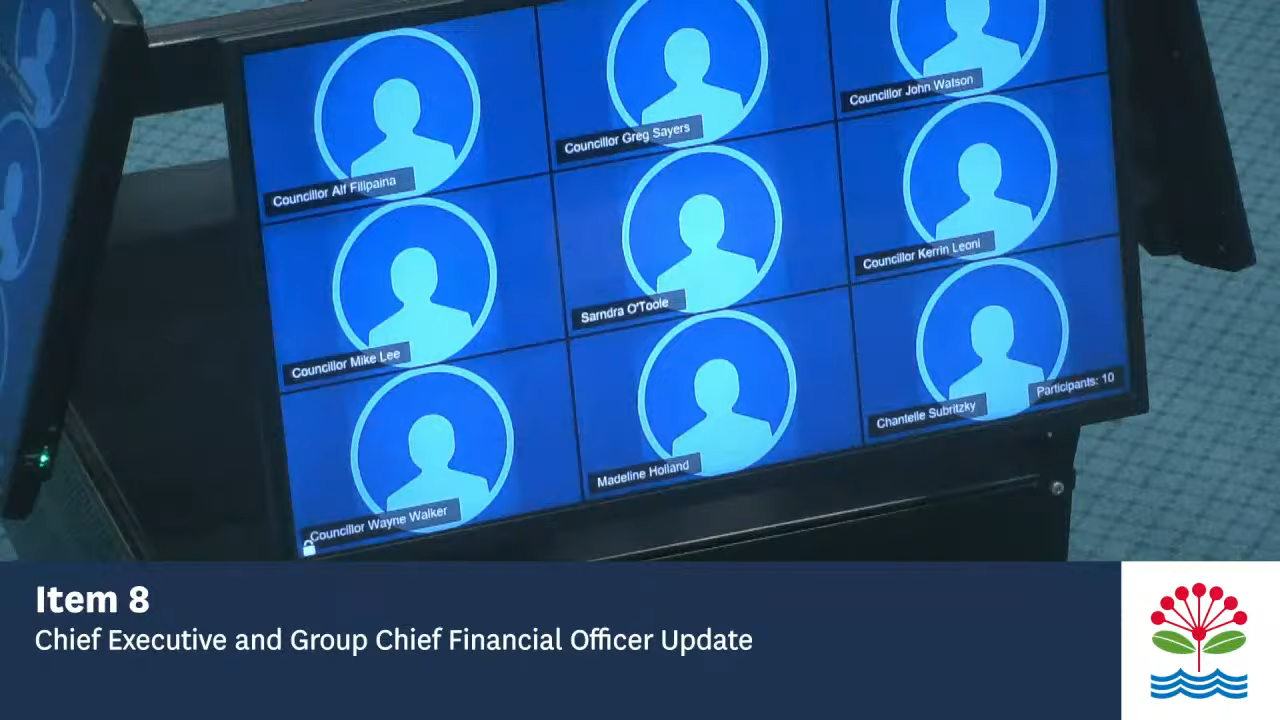 Councillor Alf Filipaina
Councillor Greg Sayers
Councillor John Watson
Councillor Mike Lee
Sarndra O'Toole
Councillor Kerrin Leoni
Councillor Wayne Walker
Madeline Holland
Chantelle Subritzky
Participants: 10
Item 8
Chief Executive and Group Chief Financial Officer Update